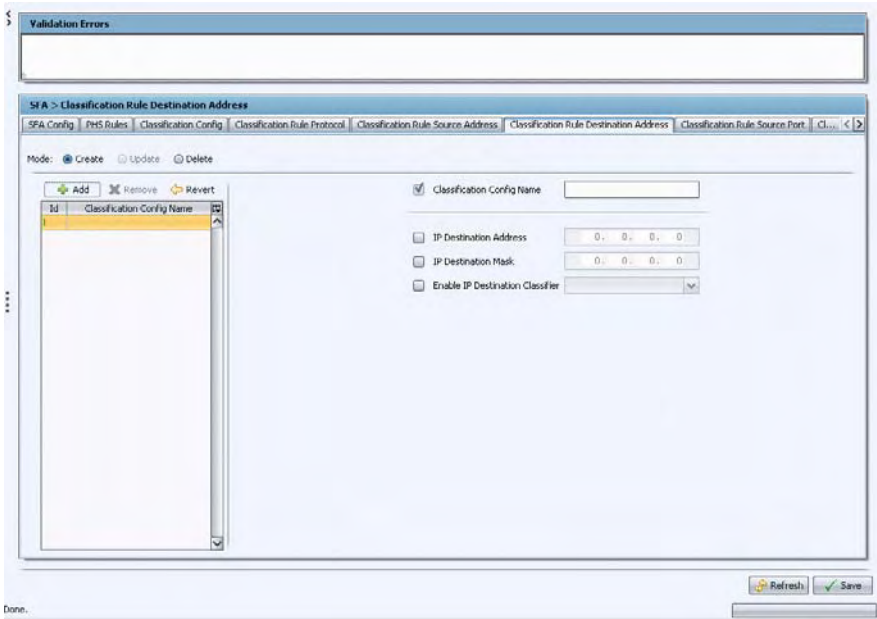 Validation Errors
SFA > Classification Rule Destination Address
SFA Config PHS Rules Classification Config Classification Rule Protocol Classification Rule Source Address Classification Rule Destination Address Classification Rule Source Port Cl...
Mode: Create Update Delete
Add Remove Revert
Id Classification Config Name
1
Classification Config Name
IP Destination Address 0. 0. 0. 0
IP Destination Mask 0. 0. 0. 0
Enable IP Destination Classifier
Refresh Save
Done.